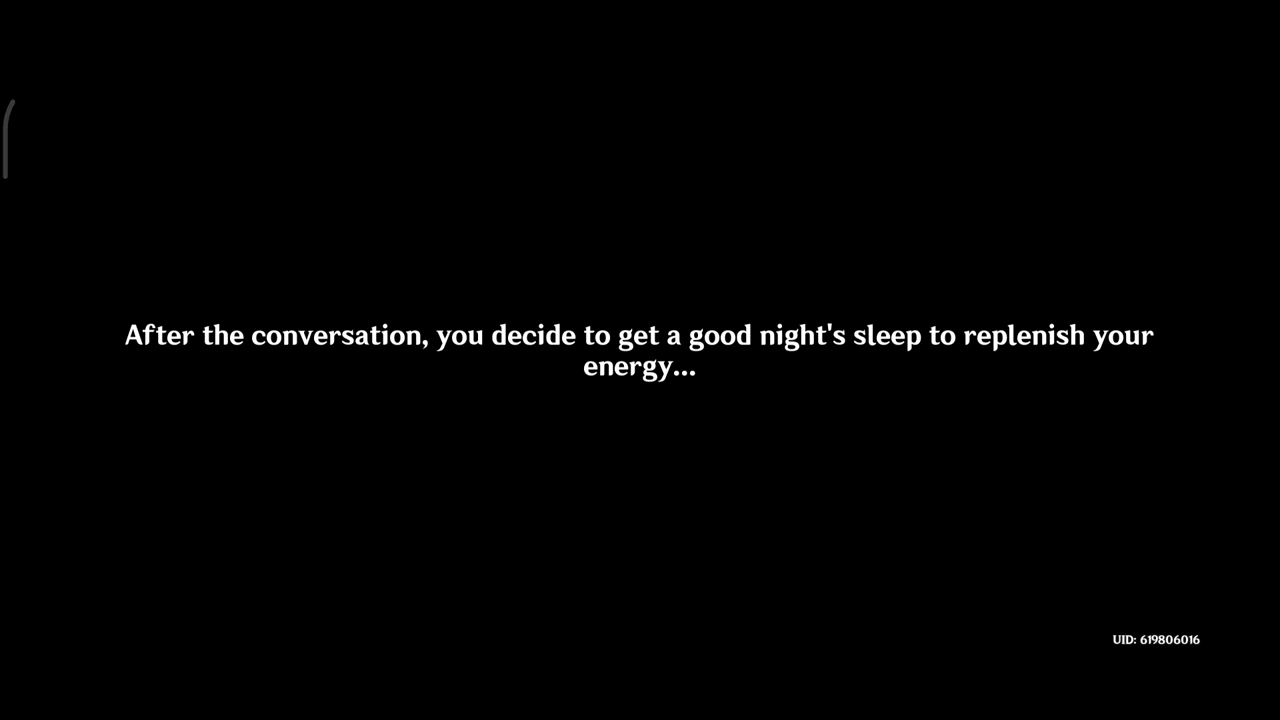 After the conversation, you decide to get a good night's sleep to replenish your
energy...
UID: 619806016